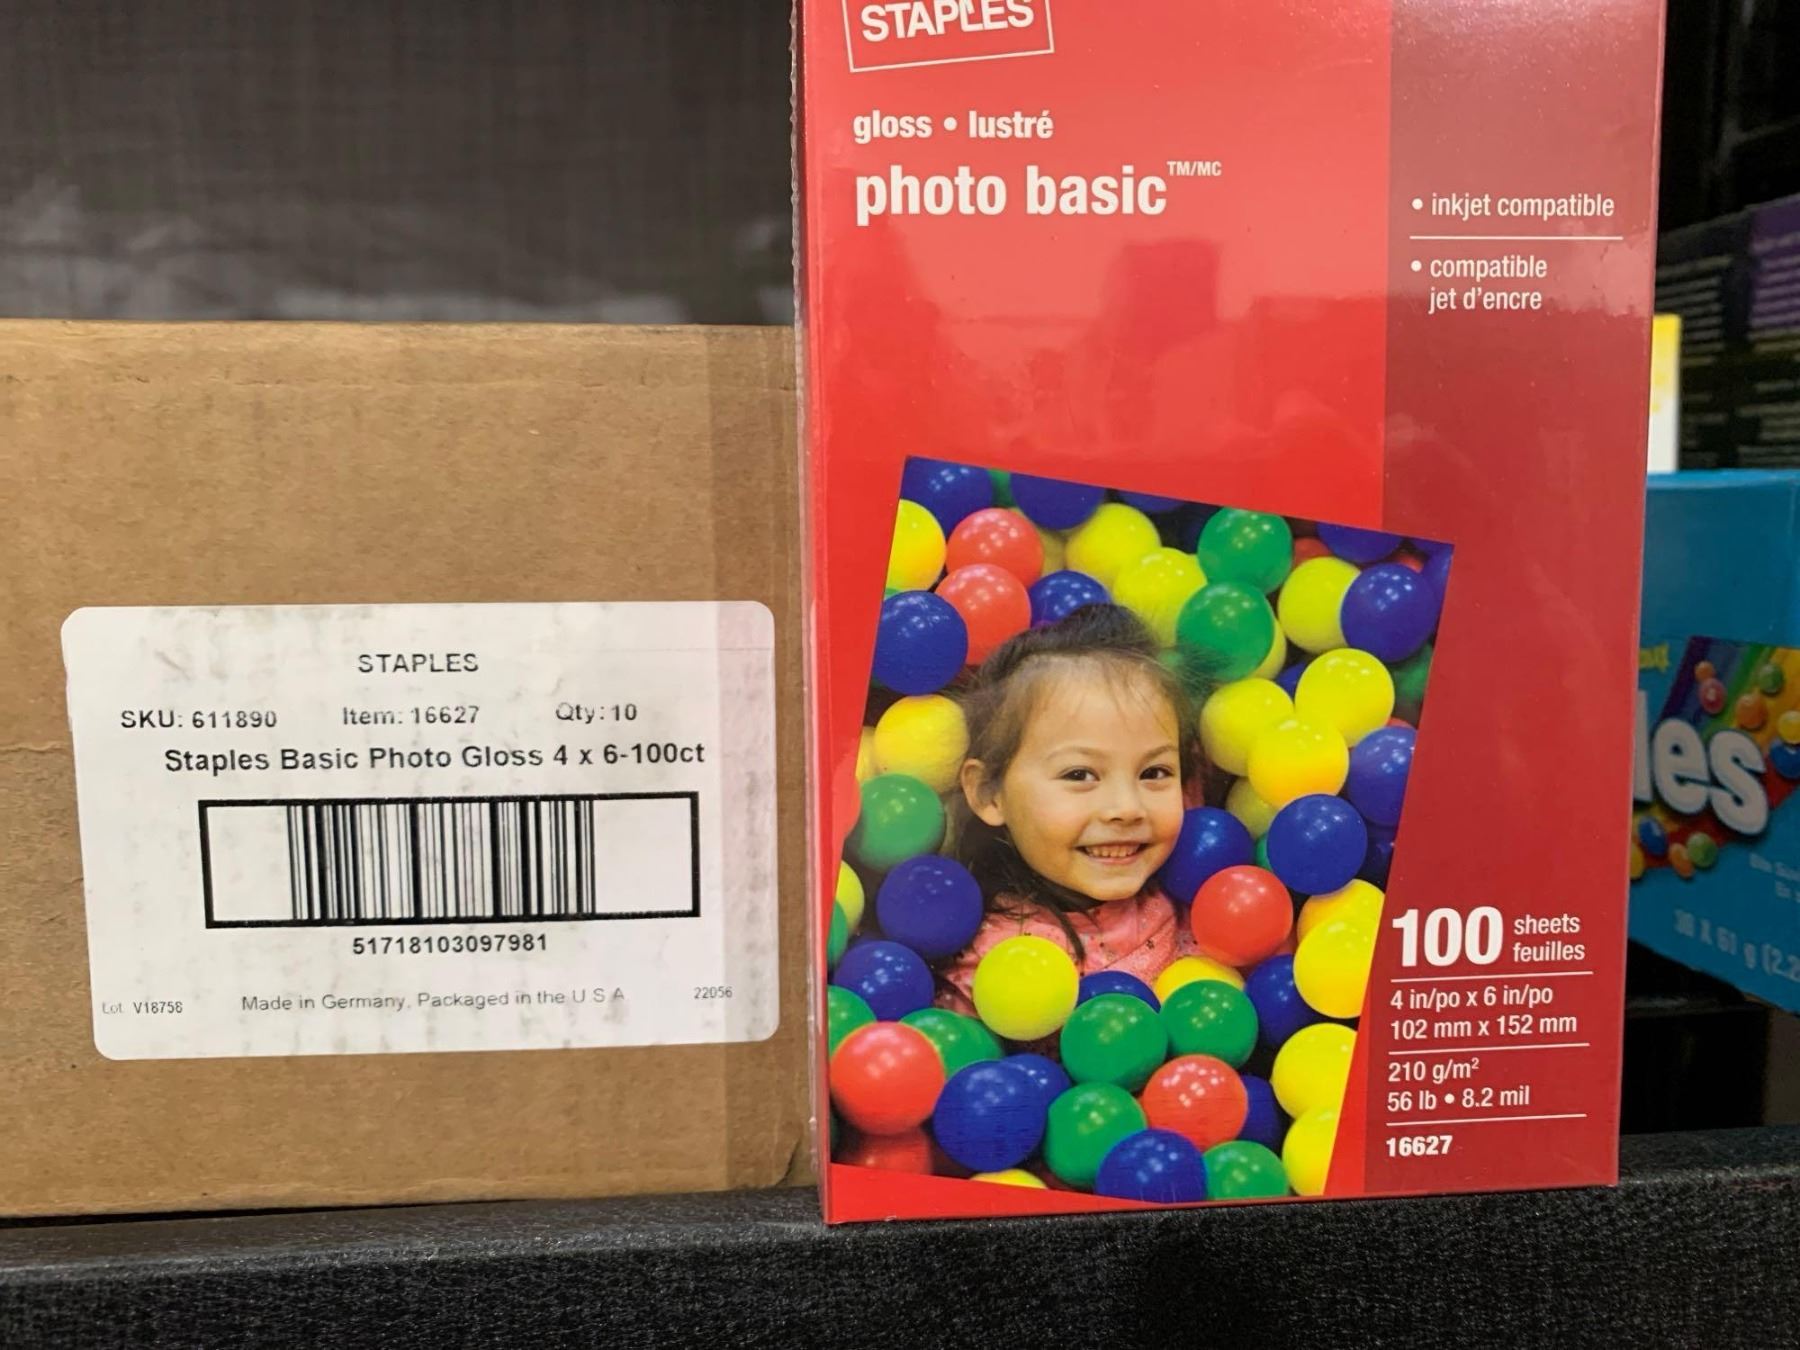 STAPLES
SKU: 611890 Item: 16627 Qty: 10
Staples Basic Photo Gloss 4 x 6-100ct
51718103097981
Lot V18758 Made in Germany, Packaged in the U S A 22056
STAPLES
gloss • lustré
photo basic™/MC
• inkjet compatible
• compatible
jet d'encre
100 sheets
feuilles
4 in/po x 6 in/po
102 mm x 152 mm
210 g/m²
56 lb • 8.2 mil
16627
les